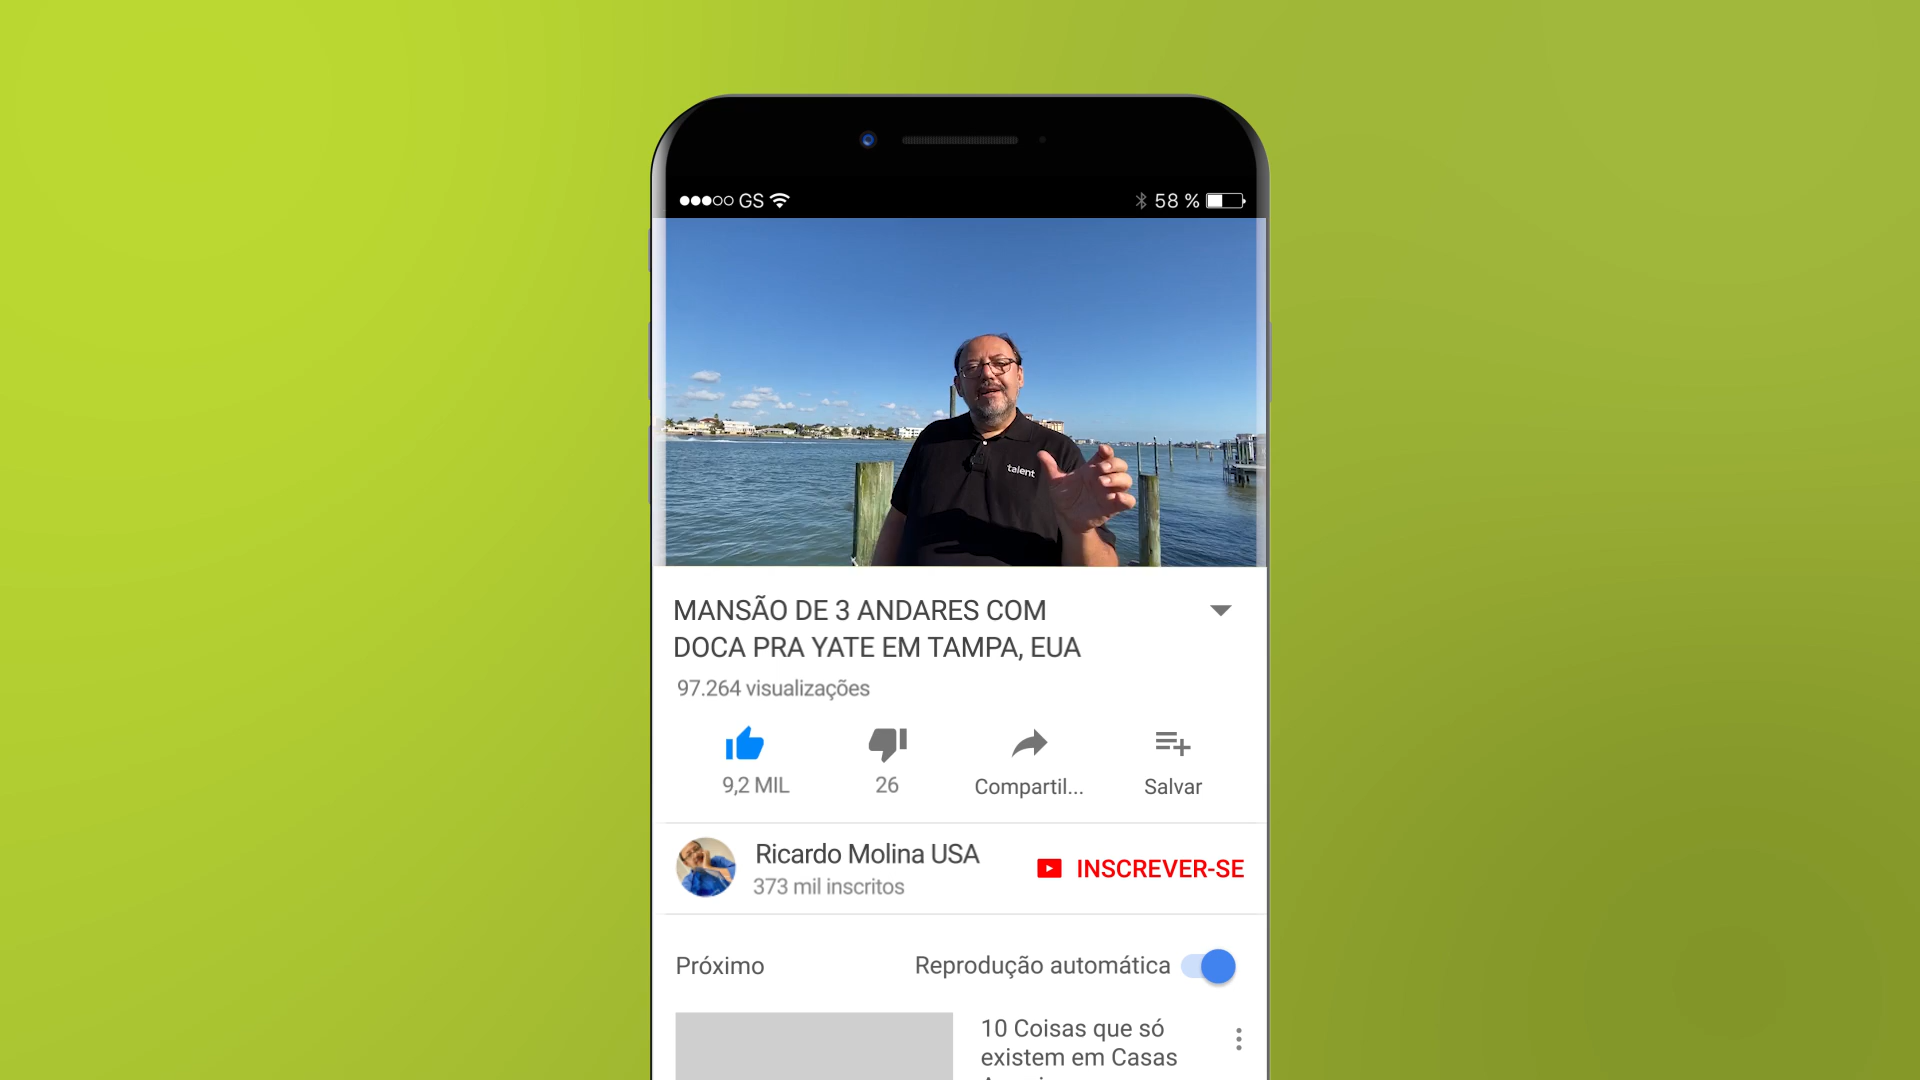 GS
58 %
talent
MANSÃO DE 3 ANDARES COM
DOCA PRA YATE EM TAMPA, EUA
97.264 visualizações
9,2 MIL
26
Compartil...
Salvar
Ricardo Molina USA
373 mil inscritos
INSCREVER-SE
Próximo
Reprodução automática
10 Coisas que só
existem em Casas